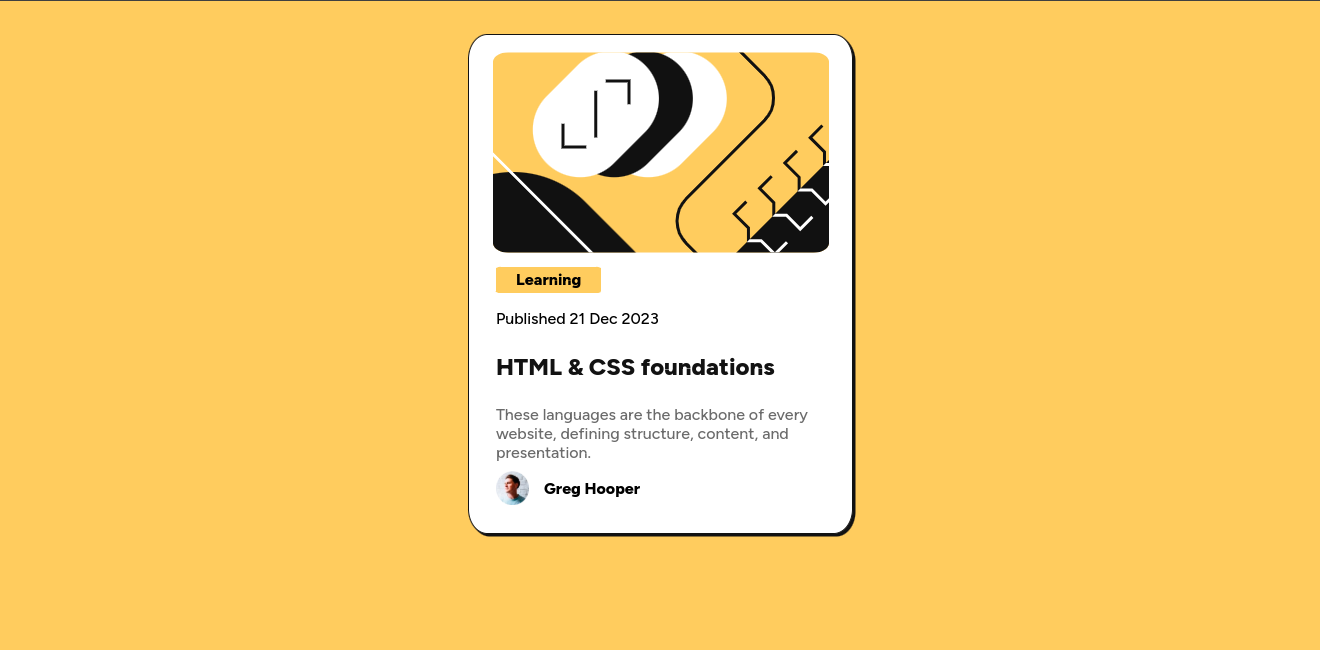 Learning
Published 21 Dec 2023
HTML & CSS foundations
These languages are the backbone of every
website, defining structure, content, and
presentation.
Greg Hooper